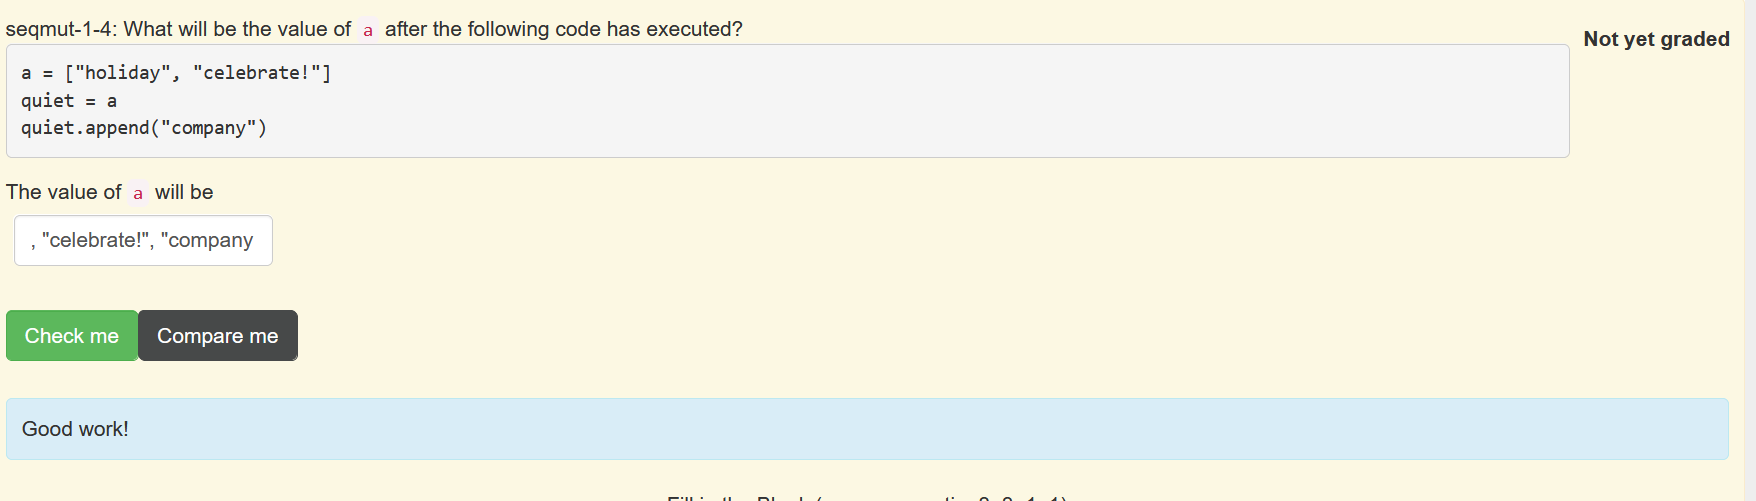 seqmut-1-4: What will be the value of a after the following code has executed?
Not yet graded
a = ["holiday", "celebrate!"]
quiet = a
quiet.append("company")
The value of a will be
, "celebrate!", "company
Check me
Compare me
Good work!